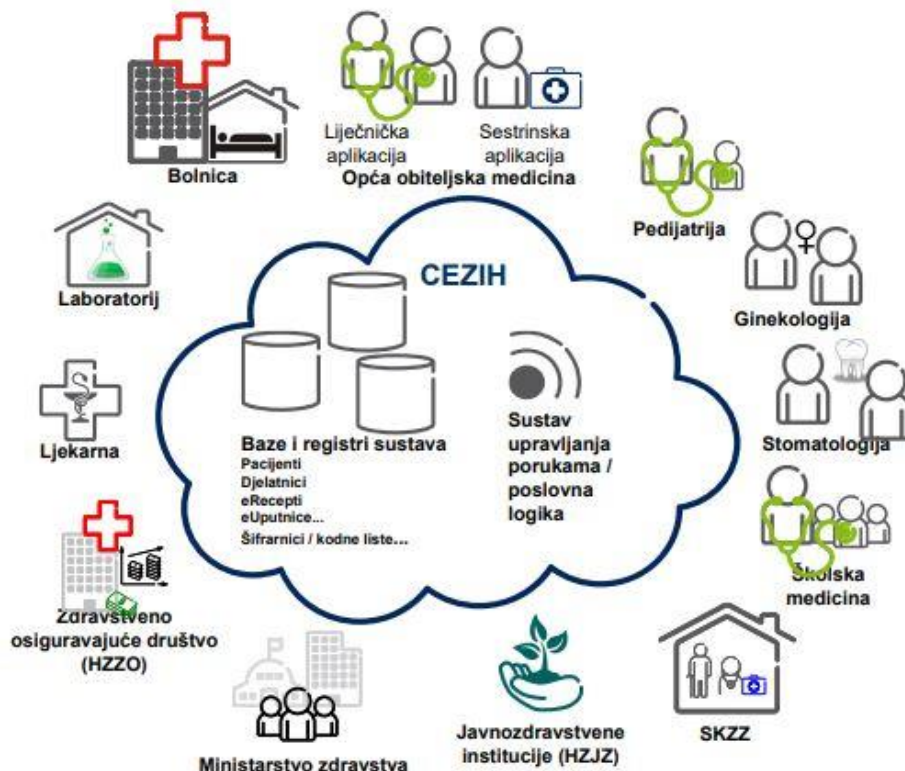 Bolnica
Liječnička
aplikacija
Sestrinska
aplikacija
Opća obiteljska medicina
Pedijatrija
Ginekologija
Stomatologija
Školska
medicina
SKZZ
Javnozdravstvene
institucije (HZJZ)
Ministarstvo zdravstva
Zdravstveno
osiguravajuće društvo
(HZZO)
Ljekarna
Laboratorij
CEZIH
Baze i registri sustava
Pacijenti
Djelatnici
eRecepti
eUputnice...
Šifrarnici / kodne liste...
Sustav
upravljanja
porukama /
poslovna
logika